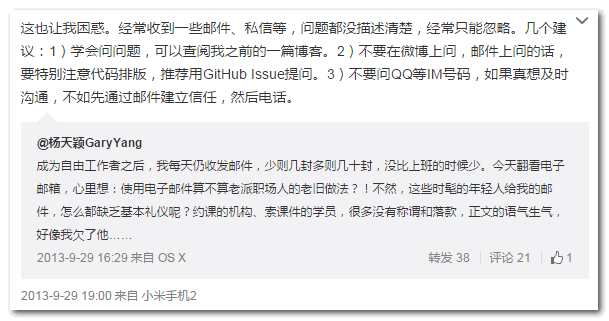 这也让我困惑。经常收到一些邮件、私信等，问题都没描述清楚，经常只能忽略。几个建
议：1）学会问问题，可以查阅我之前的一篇博客。2）不要在微博上问，邮件上问的话，
要特别注意代码排版，推荐用GitHub Issue提问。3）不要问QQ等IM号码，如果真想及时
沟通，不如先通过邮件建立信任，然后电话。
@杨天颖GaryYang
成为自由工作者之后，我每天仍收发邮件，少则几封多则几十封，没比上班的时候少。今天翻看电子
邮箱，心里想：使用电子邮件算不算老派职场人的老旧做法？！不然，这些时髦的年轻人给我的邮
件，怎么都缺乏基本礼仪呢？约课的机构、索课件的学员，很多没有称谓和落款，正文的语气生气，
好像我欠了他……
2013-9-29 16:29 来自 OS X 转发 38 评论 21 1
2013-9-29 19:00 来自 小米手机2